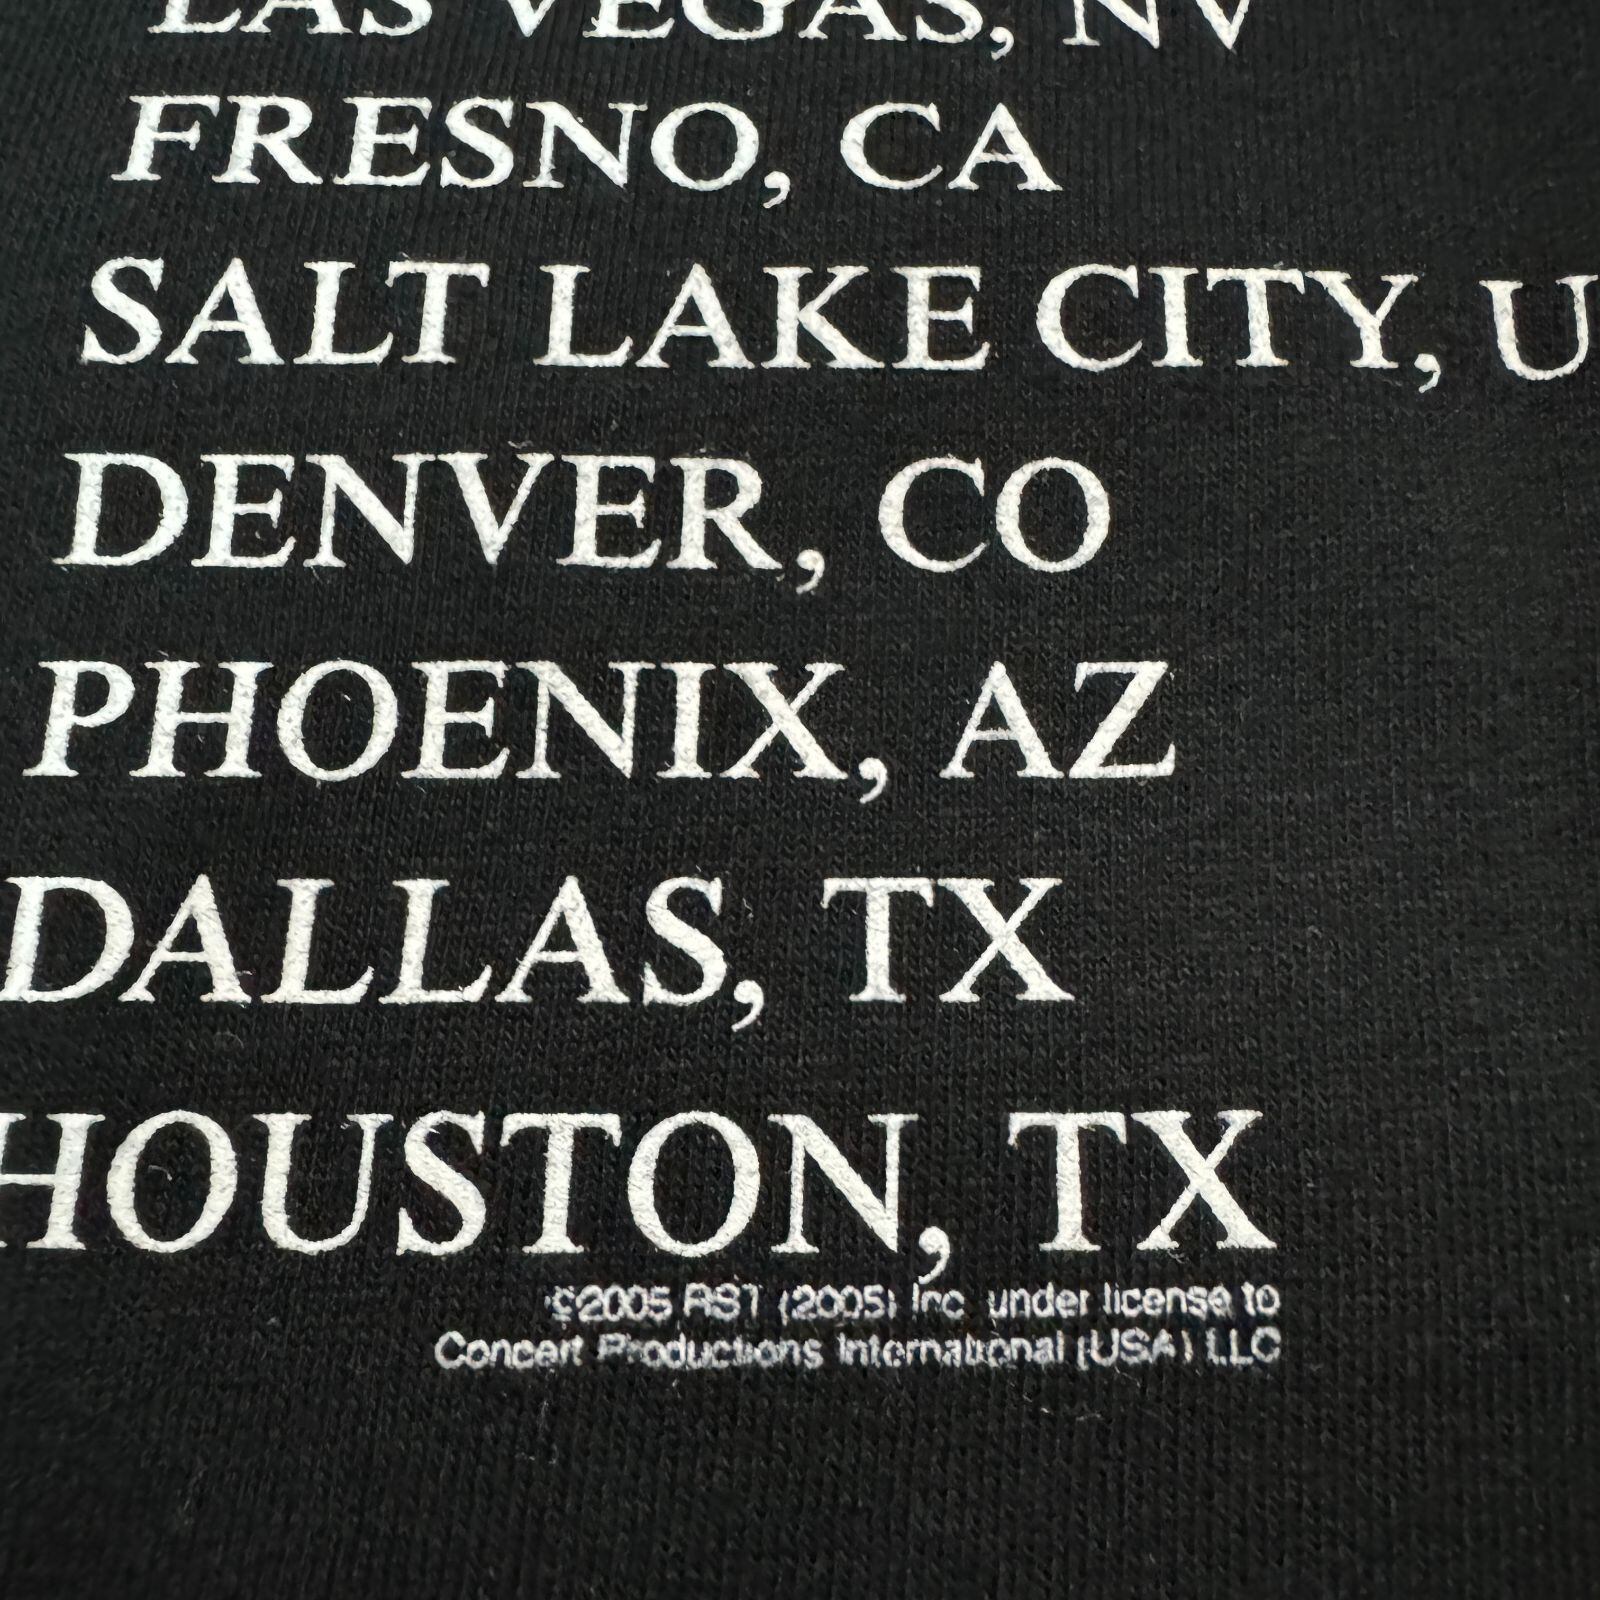 LAS VEGAS, NV
FRESNO, CA
SALT LAKE CITY, U
DENVER, CO
PHOENIX, AZ
DALLAS, TX
HOUSTON, TX
©2005 RST (2005) Inc. under license to
Concert Productions International (USA) LLC